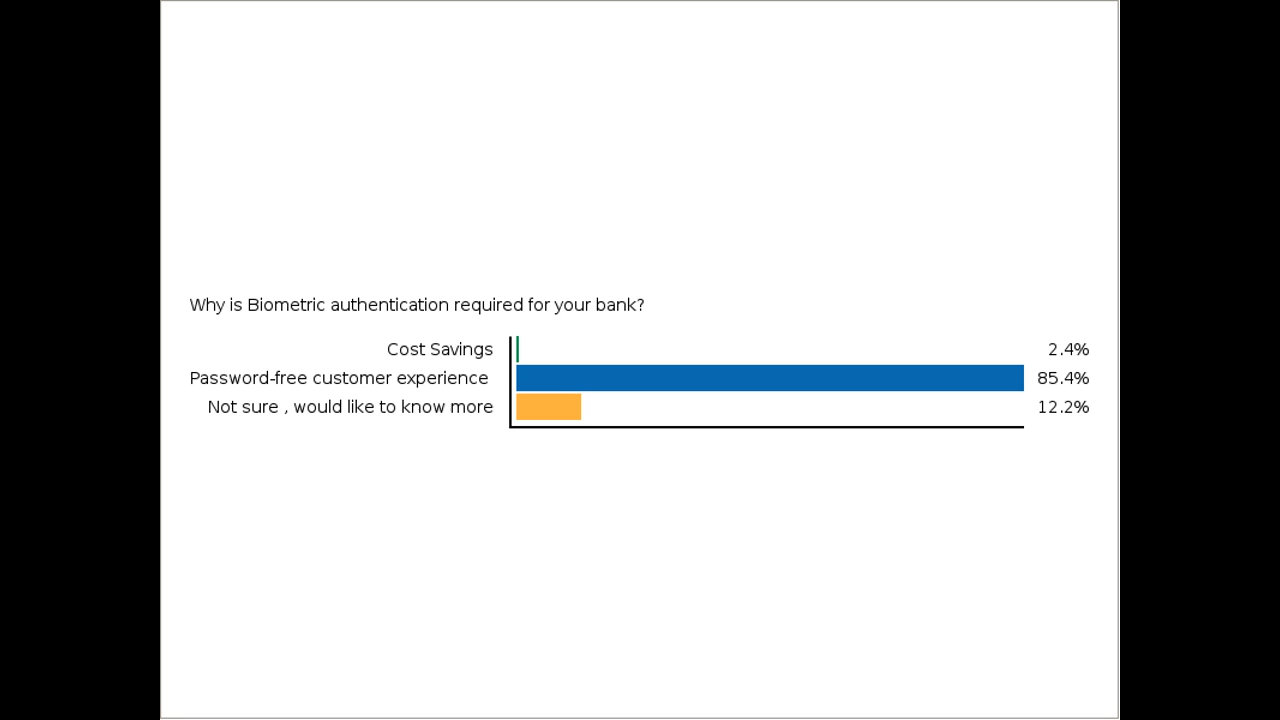 Why is Biometric authentication required for your bank?
Cost Savings 2.4%
Password-free customer experience 85.4%
Not sure , would like to know more 12.2%